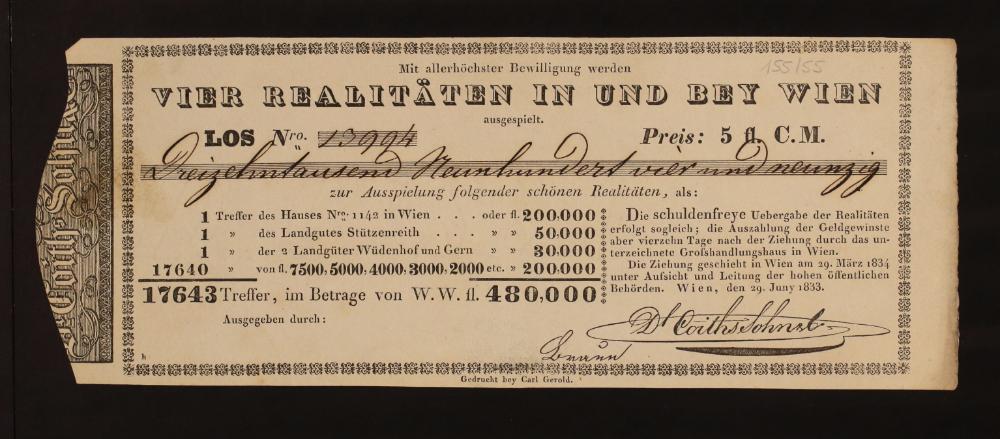 155/55
Mit allerhöchster Bewilligung werden
VIER REALITÄTEN IN UND BEY WIEN
ausgespielt.
LOS Nro. 13994 Preis: 5 fl. C.M.
Dreizehntausend Neunhundert vier und neunzig
zur Ausspielung folgender schönen Realitäten, als:
1 Treffer des Hauses Nro: 1142 in Wien . . . oder fl. 200,000
1 » des Landgutes Stützenreith . . . » » 50,000
1 » der 2 Landgüter Wüdenhof und Gern » » 30,000
17640 » von fl. 7500, 5000, 4000, 3000, 2000 etc. » 200,000
17643 Treffer, im Betrage von W. W. fl. 480,000
Ausgegeben durch:
Die schuldenfreye Uebergabe der Realitäten
erfolgt sogleich; die Auszahlung der Geldgewinste
aber vierzehn Tage nach der Ziehung durch das un-
terzeichnete Grofshandlungshaus in Wien.
Die Ziehung geschieht in Wien am 29. März 1834
unter Aufsicht und Leitung der hohen öffentlichen
Behörden. Wien, den 29. Juny 1833.
Dl Coiths Sohn &
Braun
h
Gedruckt bey Carl Gerold.